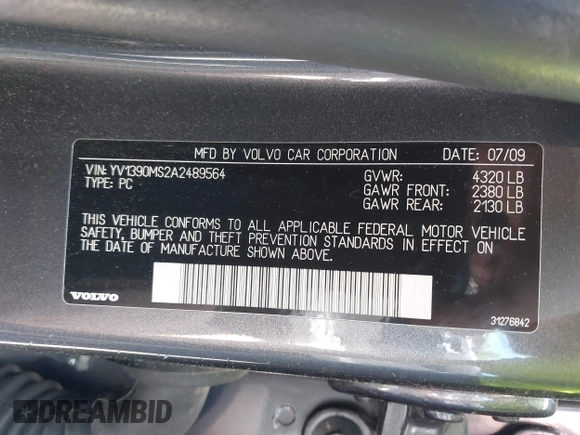 MFD BY VOLVO CAR CORPORATION DATE: 07/09
VIN: YV1390MS2A2489564 GVWR: 4320 LB
TYPE: PC GAWR FRONT: 2380 LB
GAWR REAR: 2130 LB
THIS VEHICLE CONFORMS TO ALL APPLICABLE FEDERAL MOTOR VEHICLE
SAFETY, BUMPER AND THEFT PREVENTION STANDARDS IN EFFECT ON
THE DATE OF MANUFACTURE SHOWN ABOVE.
VOLVO 31276842
DREAMBID